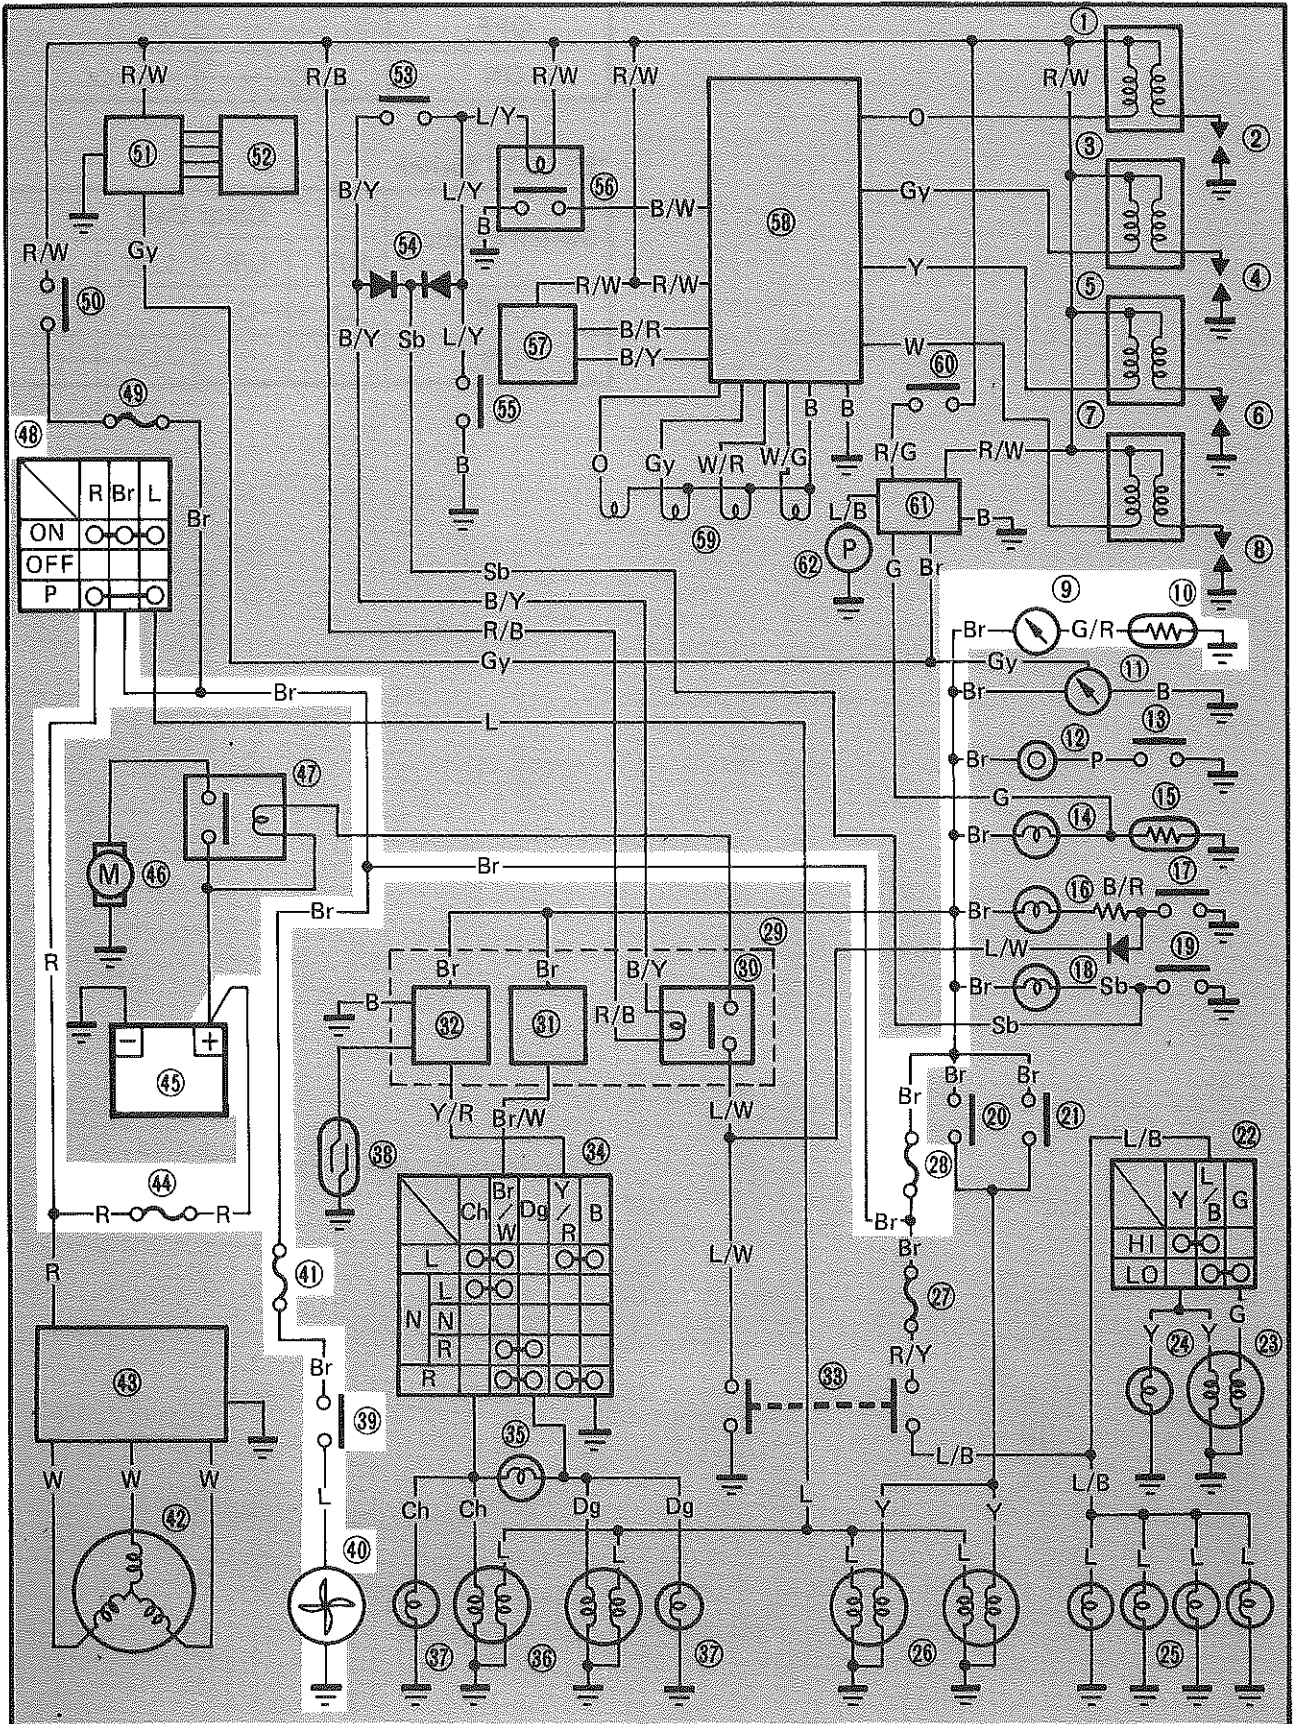 ①
R/W R/B 53 R/W R/W R/W
L/Y O ②
51 52 ③
B/Y L/Y 56 B/W 58 Gy
B
R/W Gy 54 ④
50 R/W R/W Y ⑤
B/Y Sb L/Y 57 B/R W
B/Y 60
49 55 B B ⑦ ⑥
48
R Br L B O Gy W/R W/G R/G R/W
Br L/B 61 B
ON
OFF 59 62 P ⑧
P Sb G Br
B/Y ⑨ ⑩
R/B Br G/R
Gy Gy ⑪
Br Br B
L ⑬
⑫
47 Br P
G ⑮
M 46 Br ⑭
Br B/R ⑰
Br ⑯
29 Br
R L/W ⑲
Br Br B/Y 30 ⑱
B Br Sb
32 31 R/B Sb
- +
45 Br Br
Y/R Br/W L/W Br ⑳ 21
L/B 22
44 38 34 28
R R Ch Br/W Dg Y/R B Y L/B G
Br
L L/W Br HI
R 41 L LO
N N 27
R G
R Y Y
Br 33 R/Y 24 23
43
39 35
W W W L/B
L/B
42 L Ch Ch Dg Dg L Y Y
40
L L L L L L L L
37 36 37 26 25